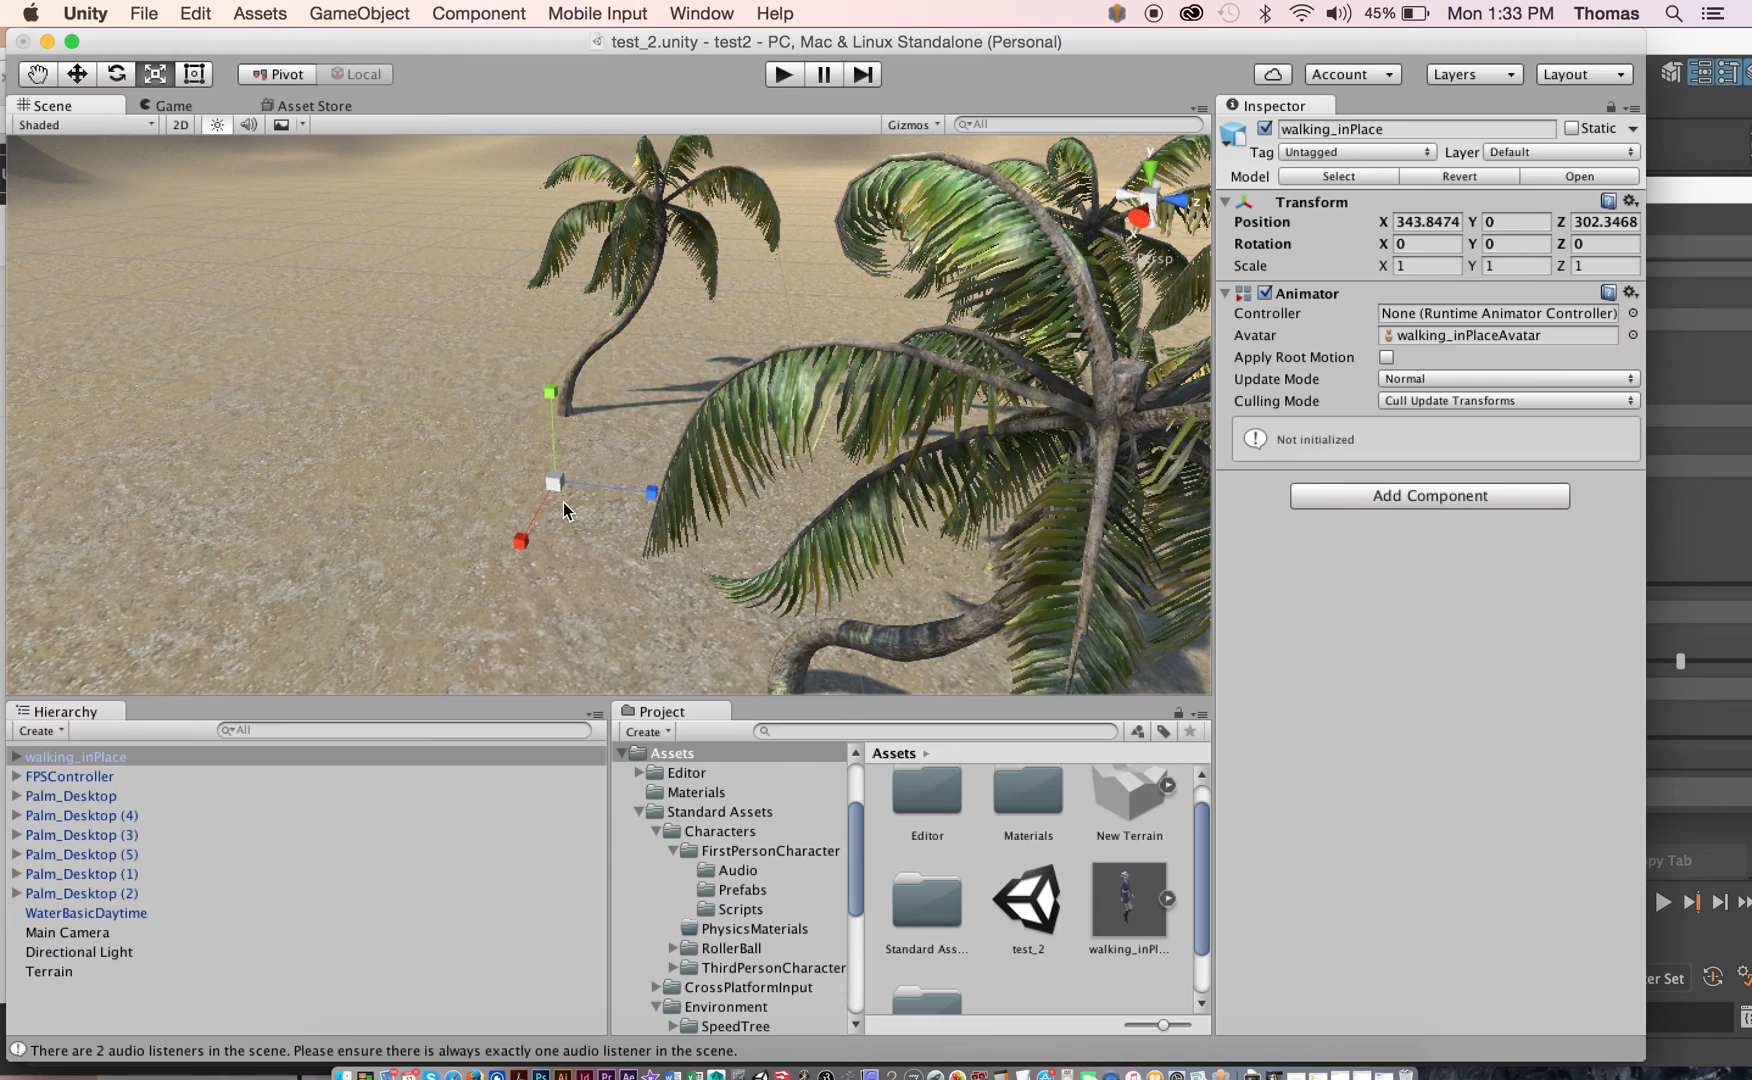 Unity File Edit Assets GameObject Component Mobile Input Window Help 45% Mon 1:33 PM Thomas
test_2.unity - test2 - PC, Mac & Linux Standalone (Personal)
Pivot Local Account Layers Layout
Scene Game Asset Store
Shaded 2D Gizmos All
y
z
x
Persp
Inspector
walking_inPlace Static
Tag Untagged Layer Default
Model Select Revert Open
Transform
Position X 343.8474 Y 0 Z 302.3468
Rotation X 0 Y 0 Z 0
Scale X 1 Y 1 Z 1
Animator
Controller None (Runtime Animator Controller)
Avatar walking_inPlaceAvatar
Apply Root Motion
Update Mode Normal
Culling Mode Cull Update Transforms
Not initialized
Add Component
Hierarchy
Create All
walking_inPlace
FPSController
Palm_Desktop
Palm_Desktop (4)
Palm_Desktop (3)
Palm_Desktop (5)
Palm_Desktop (1)
Palm_Desktop (2)
WaterBasicDaytime
Main Camera
Directional Light
Terrain
Project
Create
Assets
Editor
Materials
Standard Assets
Characters
FirstPersonCharacter
Audio
Prefabs
Scripts
PhysicsMaterials
RollerBall
ThirdPersonCharacter
CrossPlatformInput
Environment
SpeedTree
Assets
Editor Materials New Terrain
Standard Ass... test_2 walking_inPl...
There are 2 audio listeners in the scene. Please ensure there is always exactly one audio listener in the scene.
opy Tab
er Set